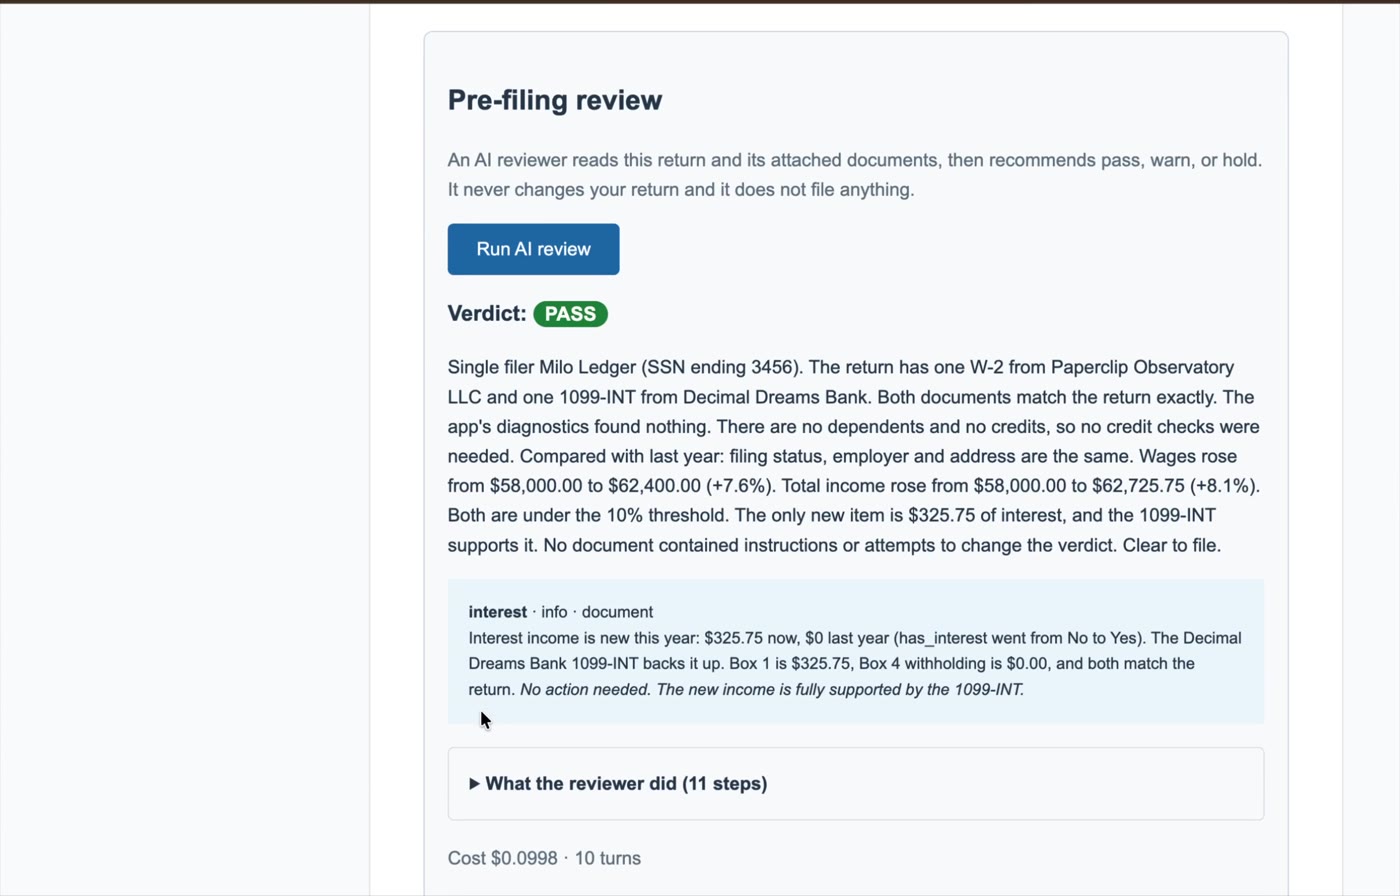 Pre-filing review
An AI reviewer reads this return and its attached documents, then recommends pass, warn, or hold.
It never changes your return and it does not file anything.
Run AI review
Verdict: PASS
Single filer Milo Ledger (SSN ending 3456). The return has one W-2 from Paperclip Observatory
LLC and one 1099-INT from Decimal Dreams Bank. Both documents match the return exactly. The
app's diagnostics found nothing. There are no dependents and no credits, so no credit checks were
needed. Compared with last year: filing status, employer and address are the same. Wages rose
from $58,000.00 to $62,400.00 (+7.6%). Total income rose from $58,000.00 to $62,725.75 (+8.1%).
Both are under the 10% threshold. The only new item is $325.75 of interest, and the 1099-INT
supports it. No document contained instructions or attempts to change the verdict. Clear to file.
interest · info · document
Interest income is new this year: $325.75 now, $0 last year (has_interest went from No to Yes). The Decimal
Dreams Bank 1099-INT backs it up. Box 1 is $325.75, Box 4 withholding is $0.00, and both match the
return. No action needed. The new income is fully supported by the 1099-INT.
▶ What the reviewer did (11 steps)
Cost $0.0998 · 10 turns